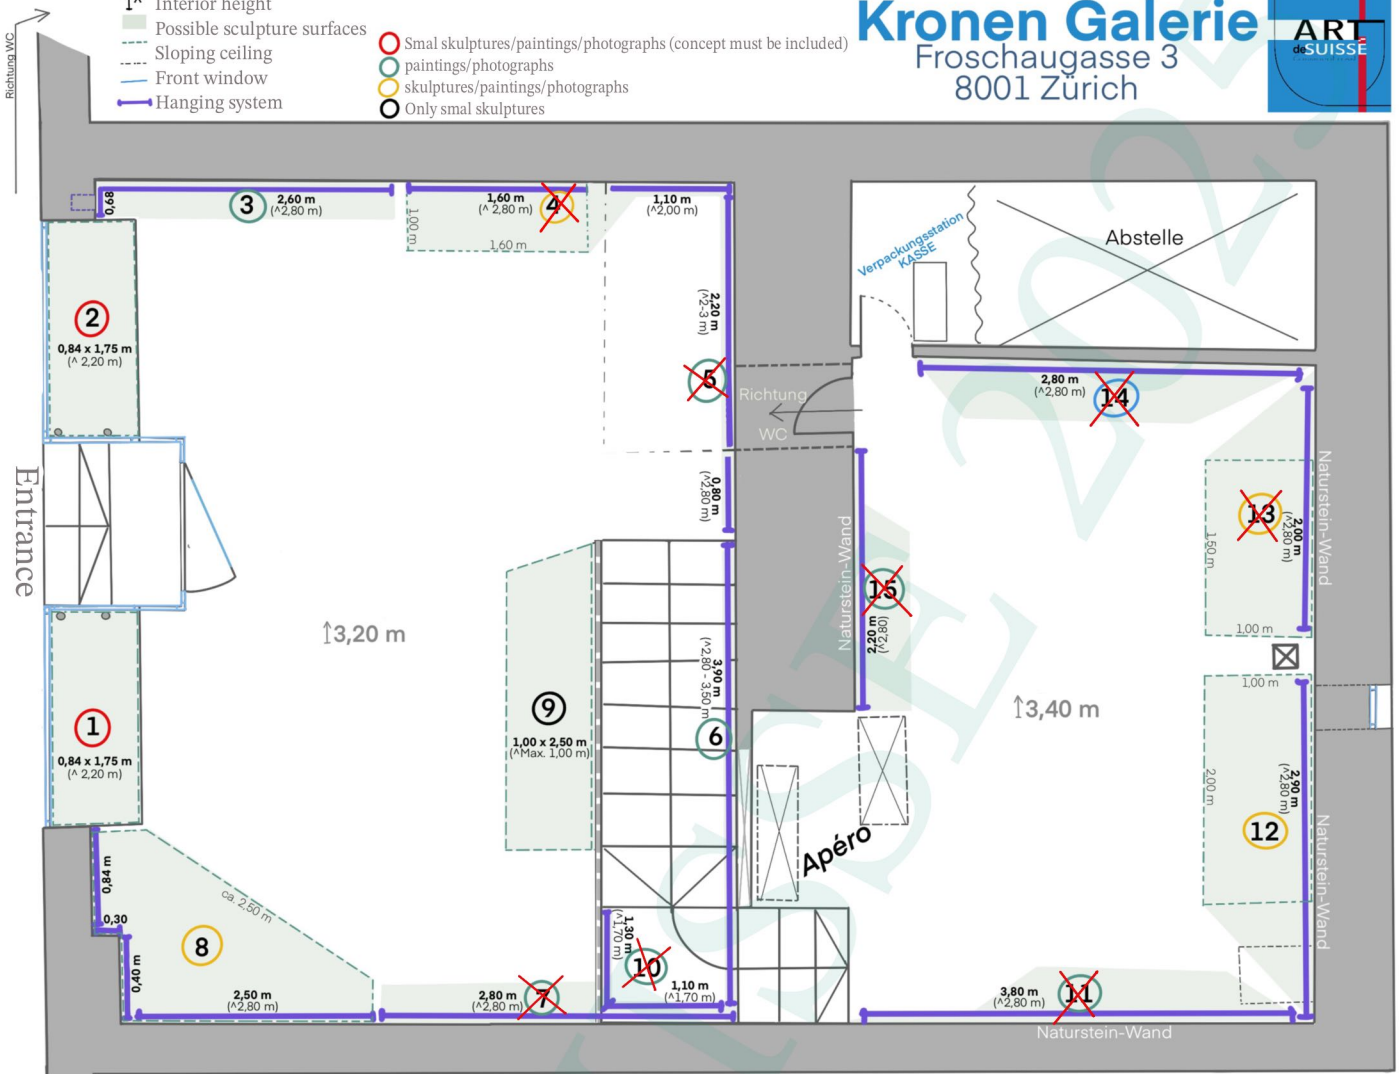 Richtung WC
Interior height
Possible sculpture surfaces
Sloping ceiling
Front window
Hanging system
Smal skulptures/paintings/photographs (concept must be included)
paintings/photographs
skulptures/paintings/photographs
Only smal skulptures
Kronen Galerie
Froschaugasse 3
8001 Zürich
ART
deSUISSE
0,68
3
2,60 m
(^2,80 m)
1,60 m
(^ 2,80 m)
4
1,00 m
1,60 m
1,10 m
(^2,00 m)
2,20 m
(^2-3 m)
5
0,80 m
(^2,80 m)
Verpackungsstation
KASSE
Abstelle
2
0,84 x 1,75 m
(^ 2,20 m)
Richtung
WC
2,80 m
(^2,80 m)
14
Entrance
13
2,00 m
(^2,80 m)
1,50 m
1,00 m
Naturstein-Wand
Naturstein-Wand
15
2,20 m
(^2,80)
3,20 m
3,40 m
1
0,84 x 1,75 m
(^ 2,20 m)
9
1,00 x 2,50 m
(^Max. 1,00 m)
3,90 m
(^2,80 - 3,50 m
6
1,00 m
2,00 m
12
2,90 m
(^2,80 m)
Naturstein-Wand
Apéro
0,84 m
0,30
0,40 m
ca. 2,50 m
8
2,50 m
(^2,80 m)
2,80 m
(^2,80 m)
7
1,30 m
(^1,70 m)
10
1,10 m
(^1,70 m)
3,80 m
(^2,80 m)
11
Naturstein-Wand